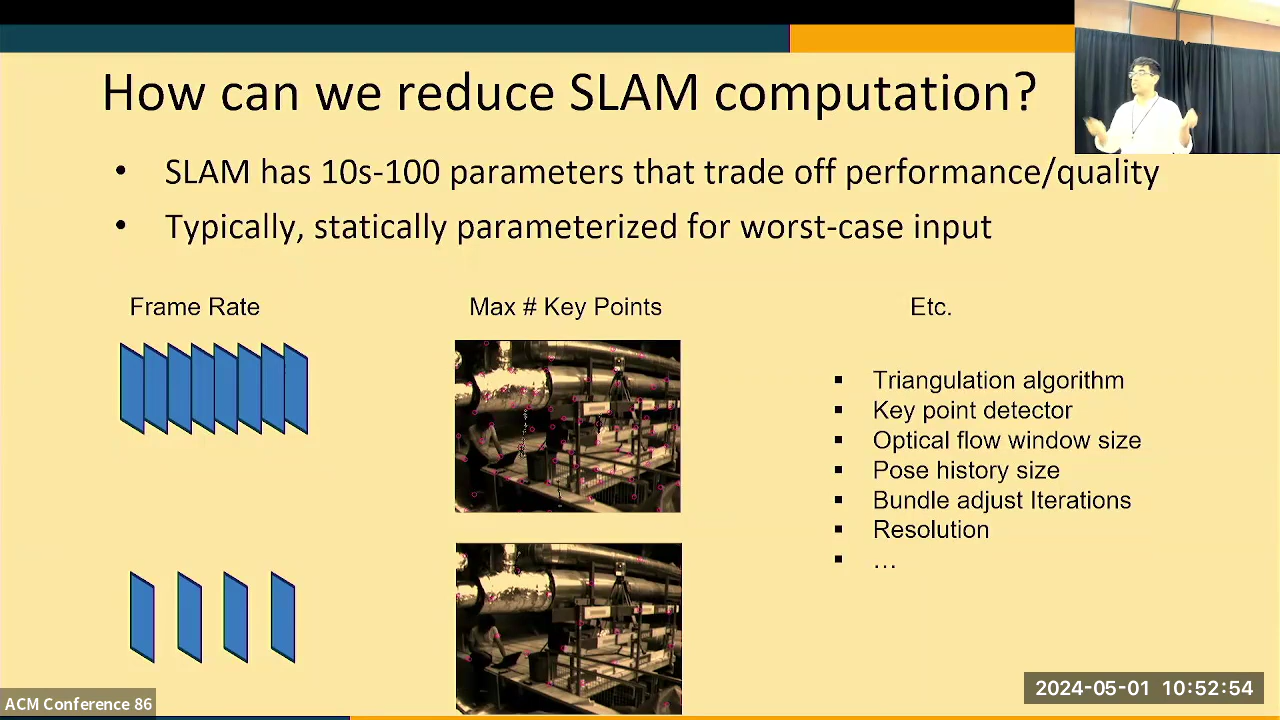 How can we reduce SLAM computation?
• SLAM has 10s-100 parameters that trade off performance/quality
• Typically, statically parameterized for worst-case input
Frame Rate
Max # Key Points
Etc.
▪ Triangulation algorithm
▪ Key point detector
▪ Optical flow window size
▪ Pose history size
▪ Bundle adjust Iterations
▪ Resolution
▪ …
ACM Conference 86
2024-05-01 10:52:54